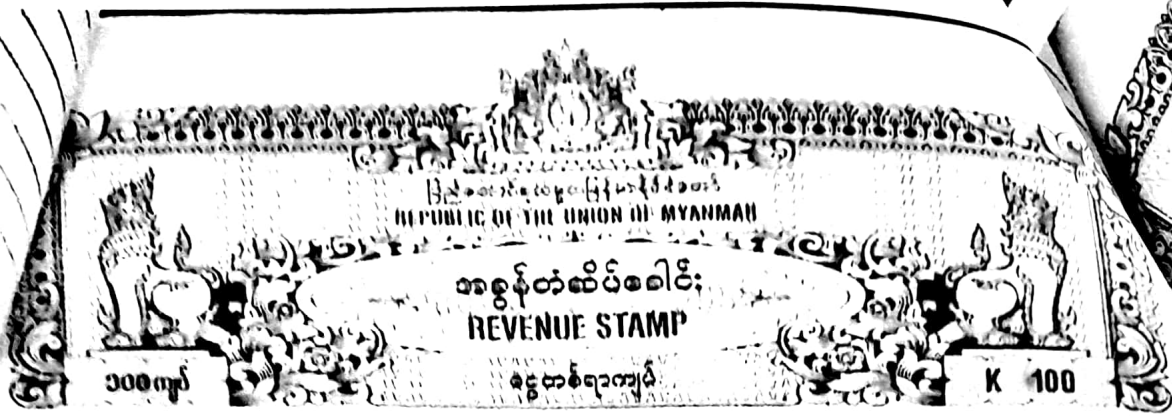 ပြည်ထောင်စုသမ္မတမြန်မာနိုင်ငံတော်
REPUBLIC OF THE UNION OF MYANMAR
အခွန်တံဆိပ်ခေါင်း
REVENUE STAMP
၁၀၀ ကျပ်
ငွေတစ်ရာကျပ်
K 100